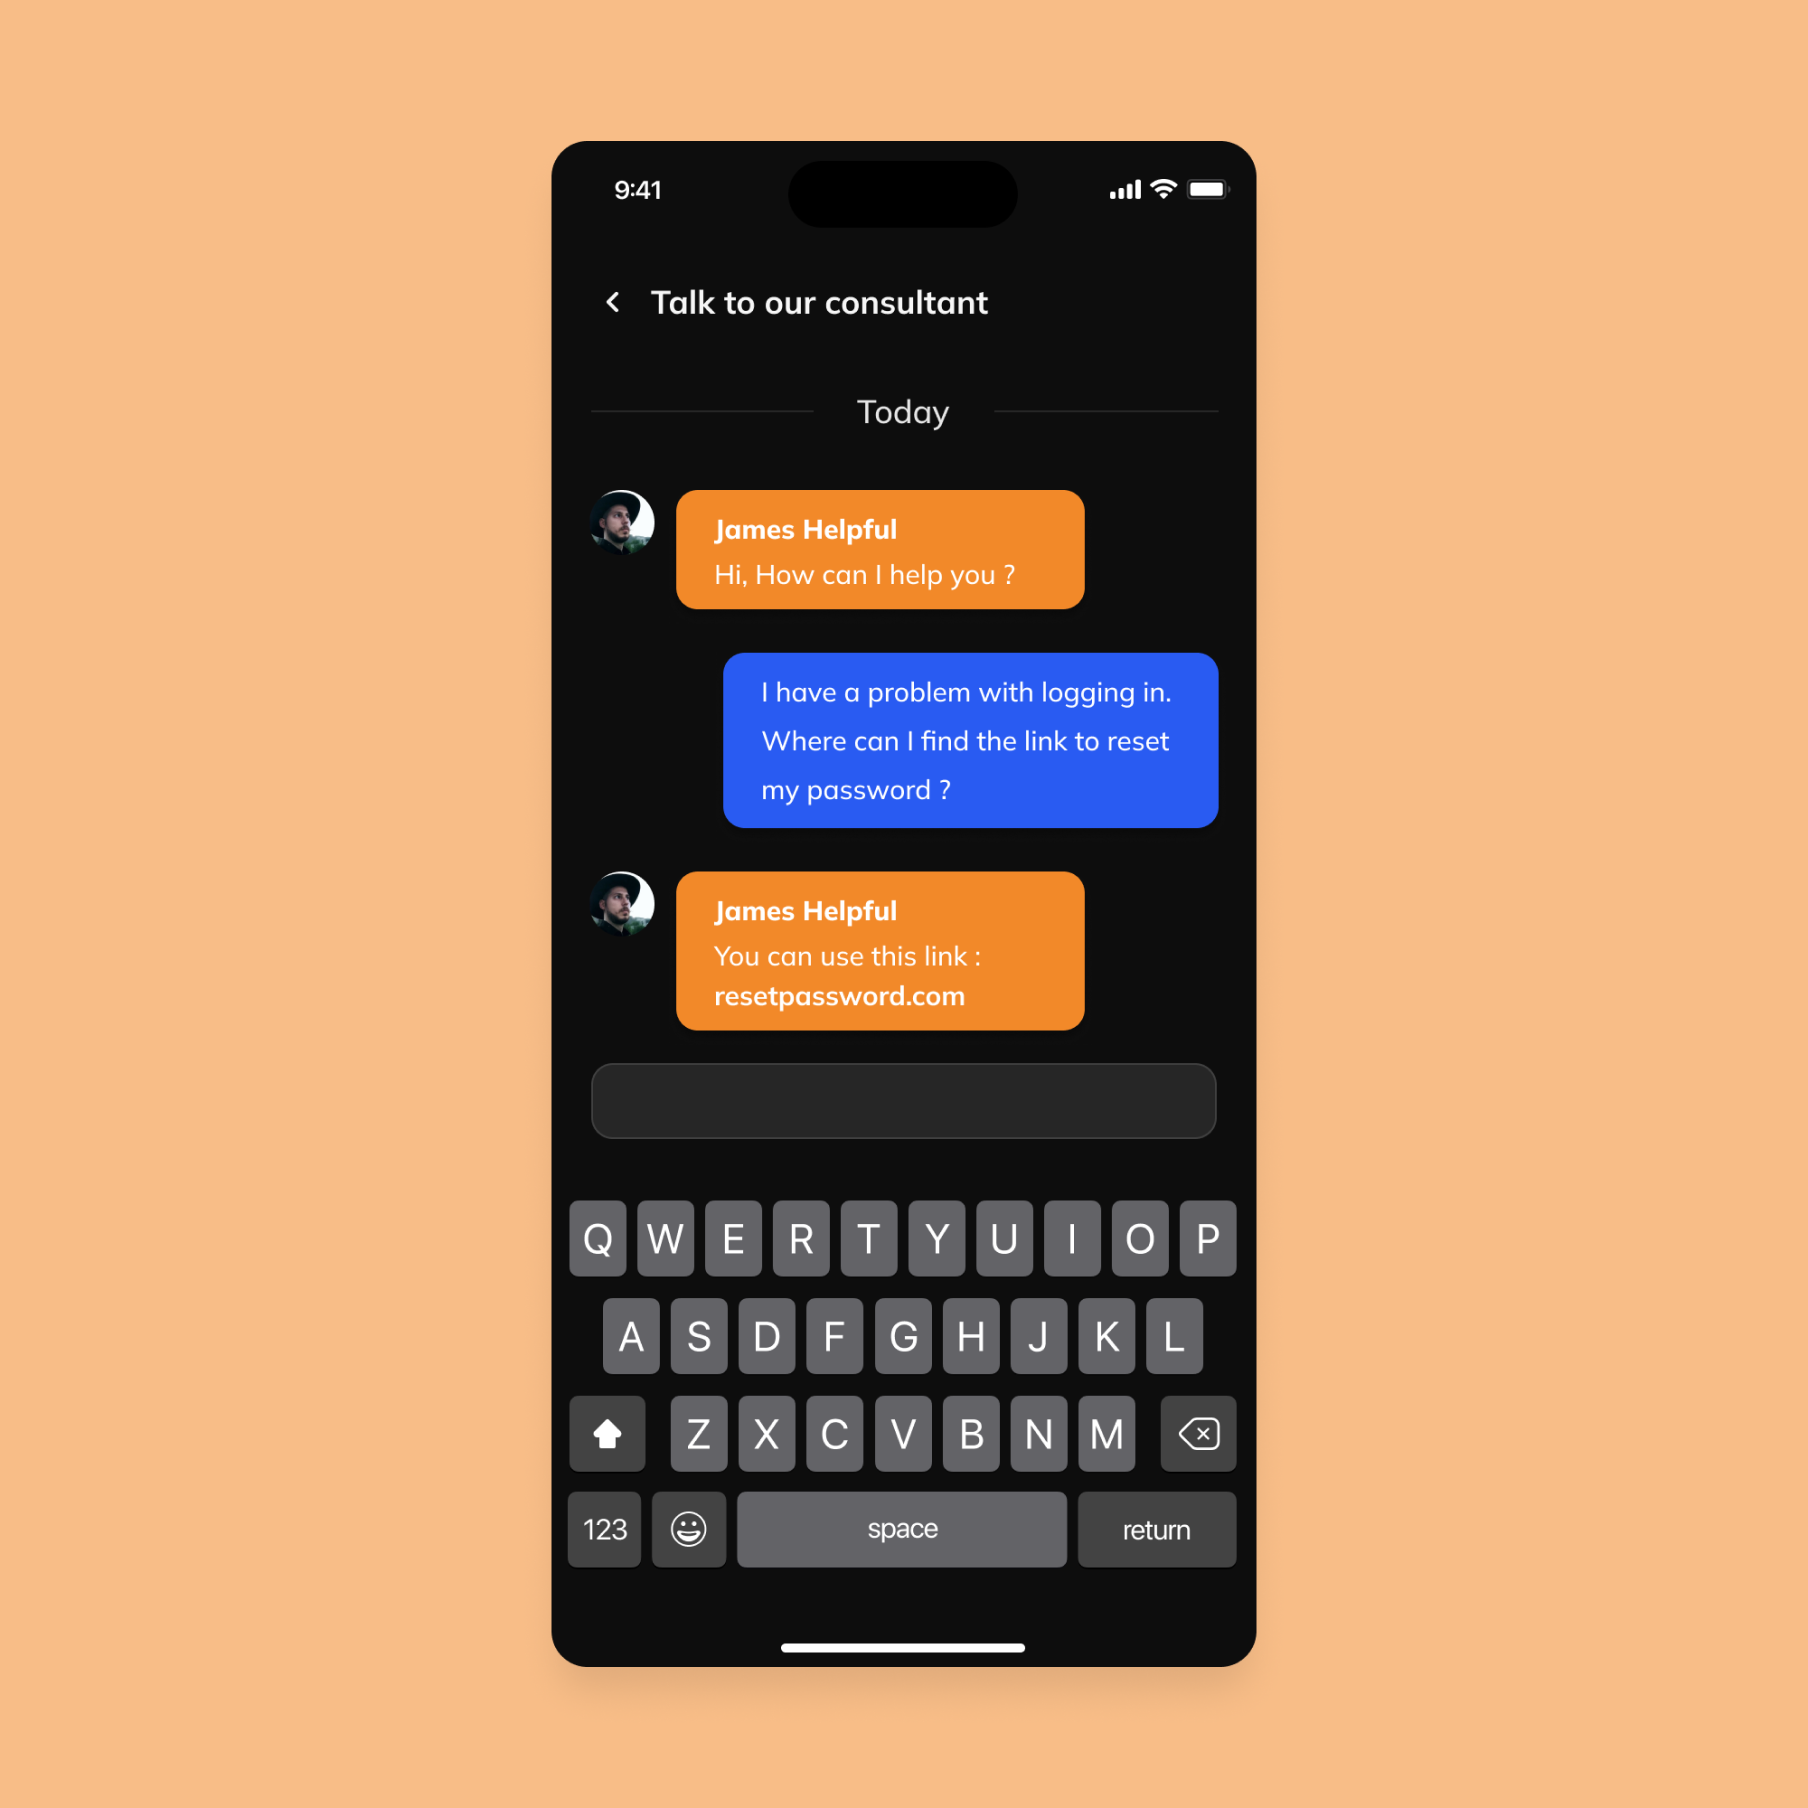 9:41
Talk to our consultant
Today
James Helpful
Hi, How can I help you ?
I have a problem with logging in.
Where can I find the link to reset
my password ?
James Helpful
You can use this link :
resetpassword.com
Q W E R T Y U I O P
A S D F G H J K L
Z X C V B N M
123 space return